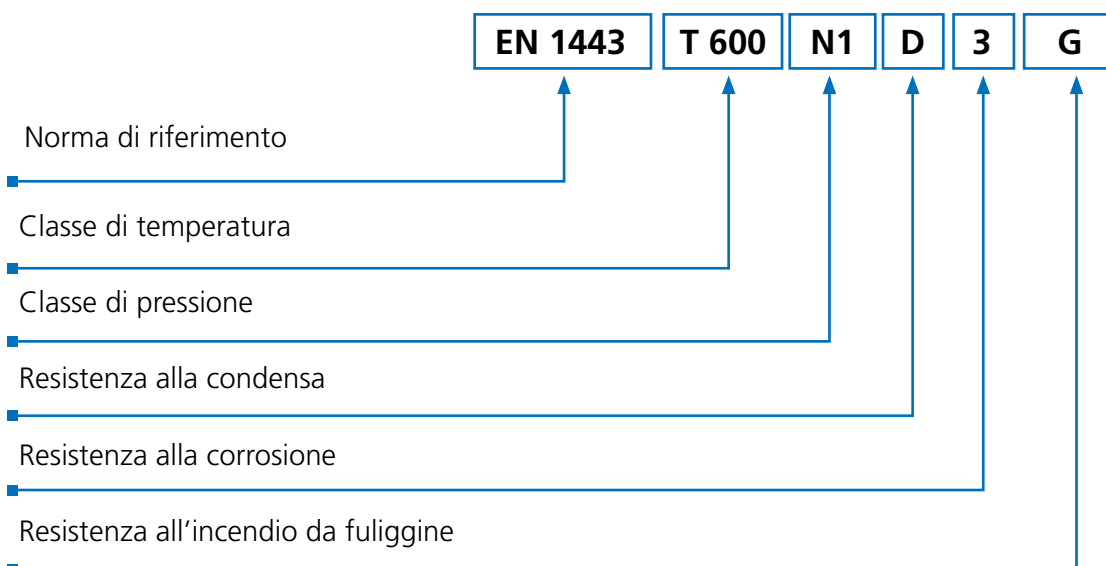 EN 1443 T 600 N1 D 3 G
Norma di riferimento
Classe di temperatura
Classe di pressione
Resistenza alla condensa
Resistenza alla corrosione
Resistenza all’incendio da fuliggine